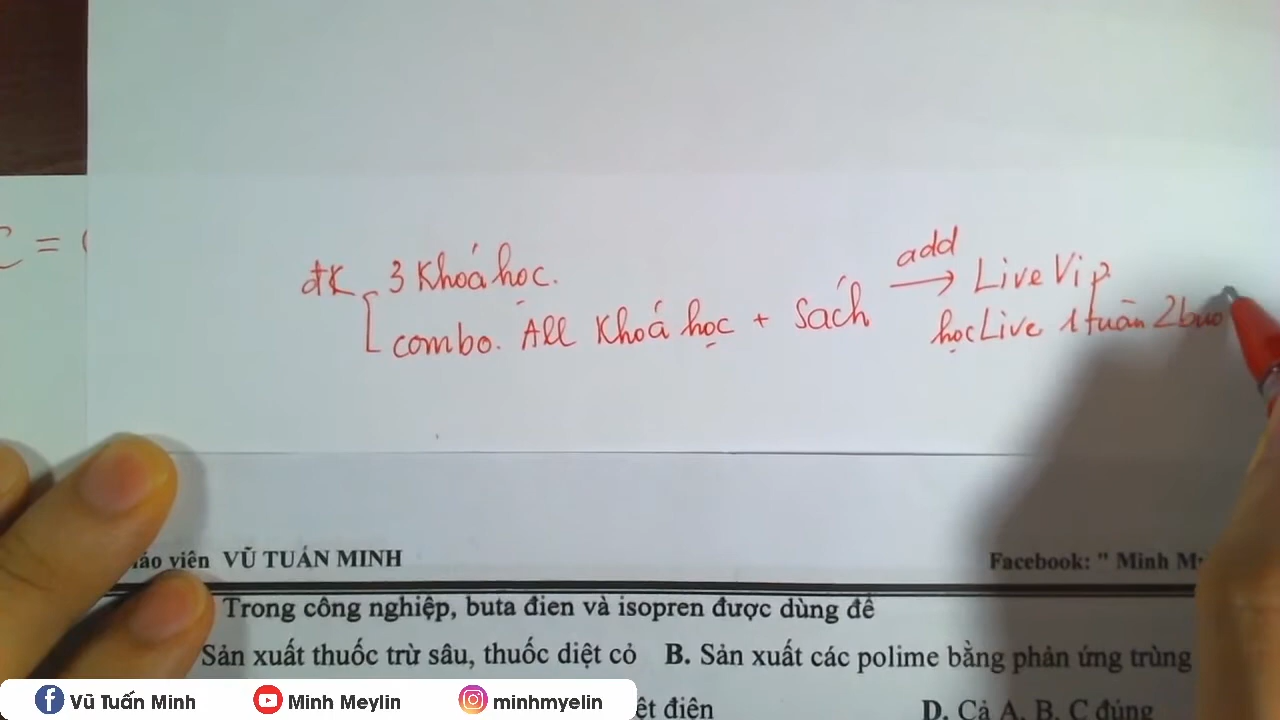 C = (
add
đK 3 Khoá học.
combo. All Khoá học + Sách → Live Vip
học Live 1 tuần 2 buổ
viên VŨ TUẤN MINH Facebook: " Minh M
Trong công nghiệp, buta đien và isopren được dùng để
Sản xuất thuốc trừ sâu, thuốc diệt cỏ B. Sản xuất các polime bằng phản ứng trùng
điện D. Cả A, B, C đúng
Vũ Tuấn Minh Minh Meylin minhmyelin